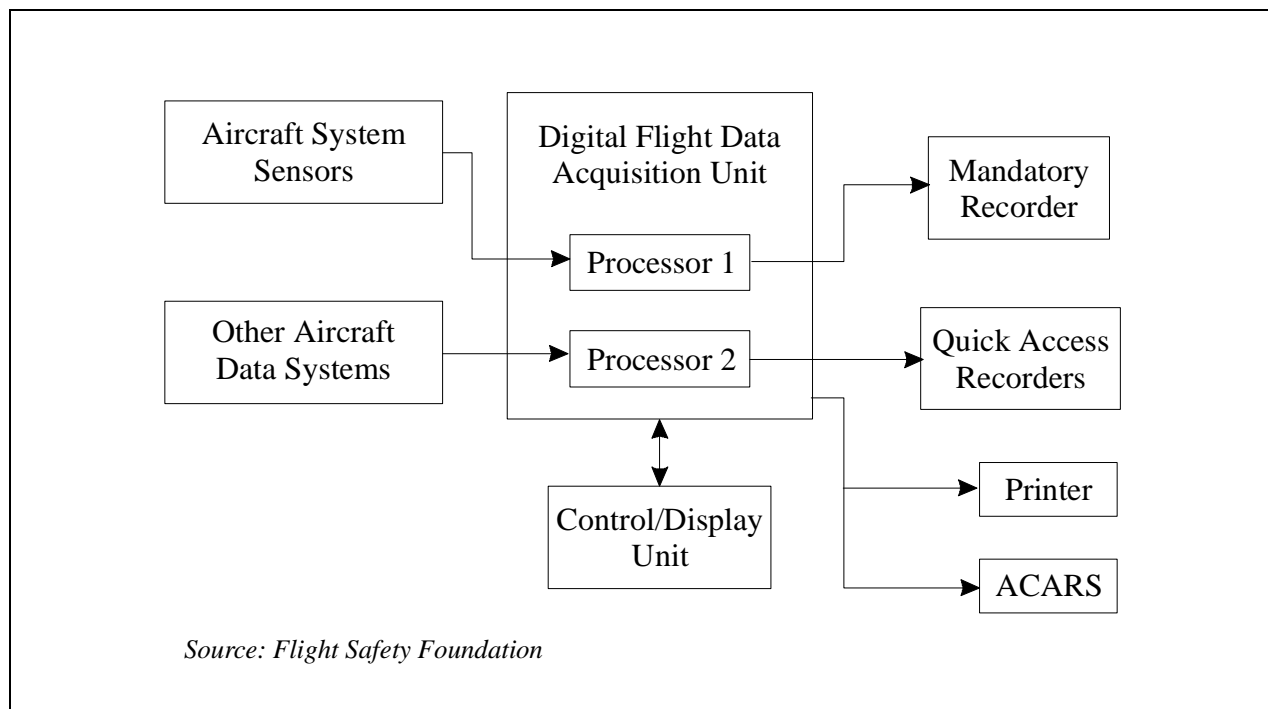 Aircraft System
Sensors
Other Aircraft
Data Systems
Digital Flight Data
Acquisition Unit
Processor 1
Processor 2
Control/Display
Unit
Mandatory
Recorder
Quick Access
Recorders
Printer
ACARS
Source: Flight Safety Foundation